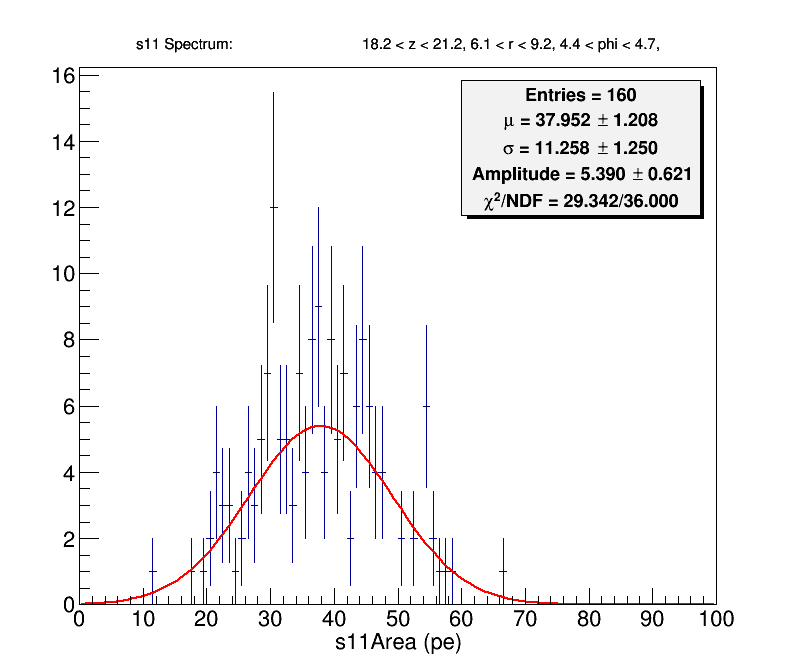 s11 Spectrum: 18.2 < z < 21.2, 6.1 < r < 9.2, 4.4 < phi < 4.7,
Entries = 160
μ = 37.952 ± 1.208
σ = 11.258 ± 1.250
Amplitude = 5.390 ± 0.621
χ²/NDF = 29.342/36.000
16
14
12
10
8
6
4
2
0
0 10 20 30 40 50 60 70 80 90 100
s11Area (pe)